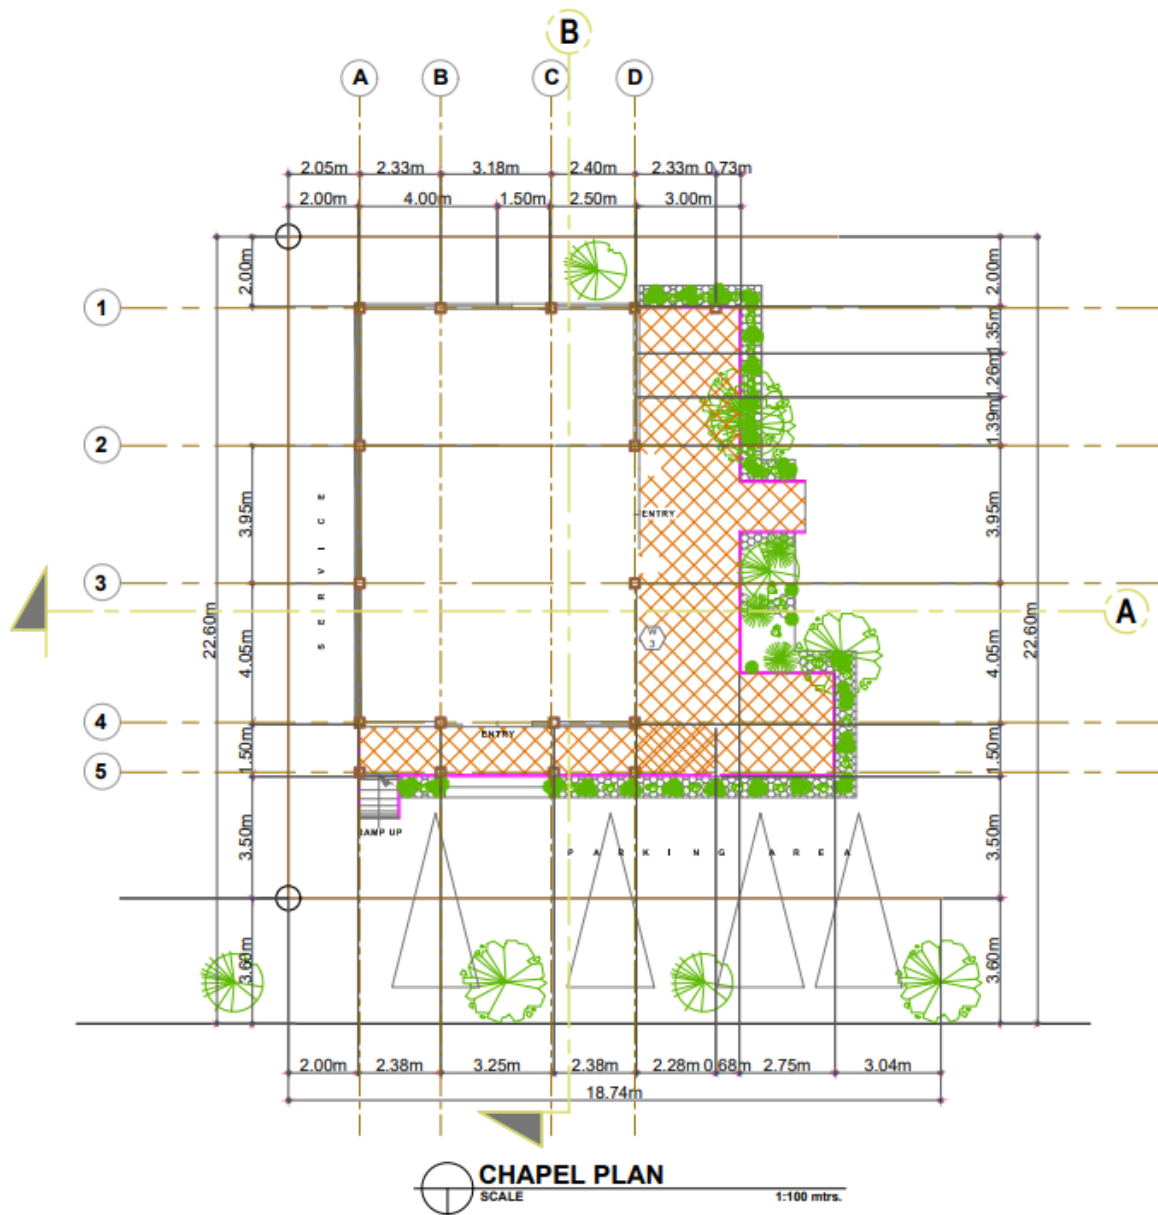 B
A B C D
2.05m 2.33m 3.18m 2.40m 2.33m 0.73m
2.00m 4.00m 1.50m 2.50m 3.00m
2.00m 2.00m
1
1.35m
1.26m
1.39m
2
SERVICE
3.95m 3.95m
ENTRY
3
A
22.60m 22.60m
W
3
4.05m 4.05m
4
ENTRY
1.50m 1.50m
5
RAMP UP
PARKING AREA
3.50m 3.50m
3.60m 3.60m
2.00m 2.38m 3.25m 2.38m 2.28m 0.68m 2.75m 3.04m
18.74m
CHAPEL PLAN
SCALE 1:100 mtrs.